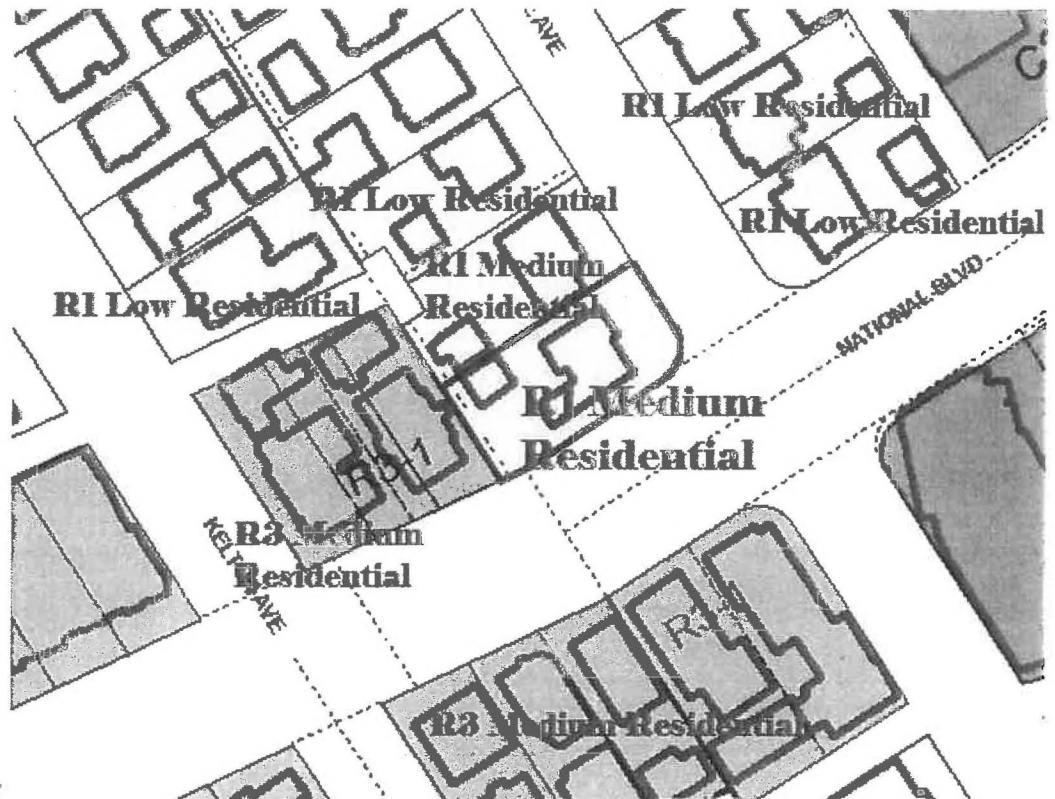 AVE
R1 Low Residential
R1 Low Residential
R1 Low Residential
R1 Medium
Residential
R1 Low Residential
NATIONAL BLVD
R1 Medium
Residential
R3-1
R3 Medium
Residential
KELTON AVE
R3 Medium Residential